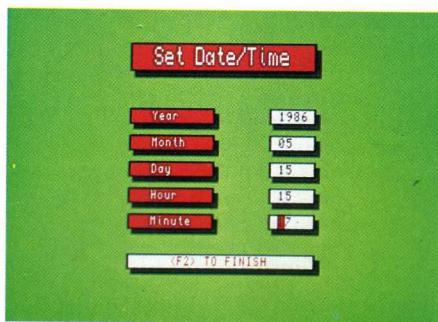 Set Date/Time
Year 1986
Month 05
Day 15
Hour 15
Minute
<F2> TO FINISH